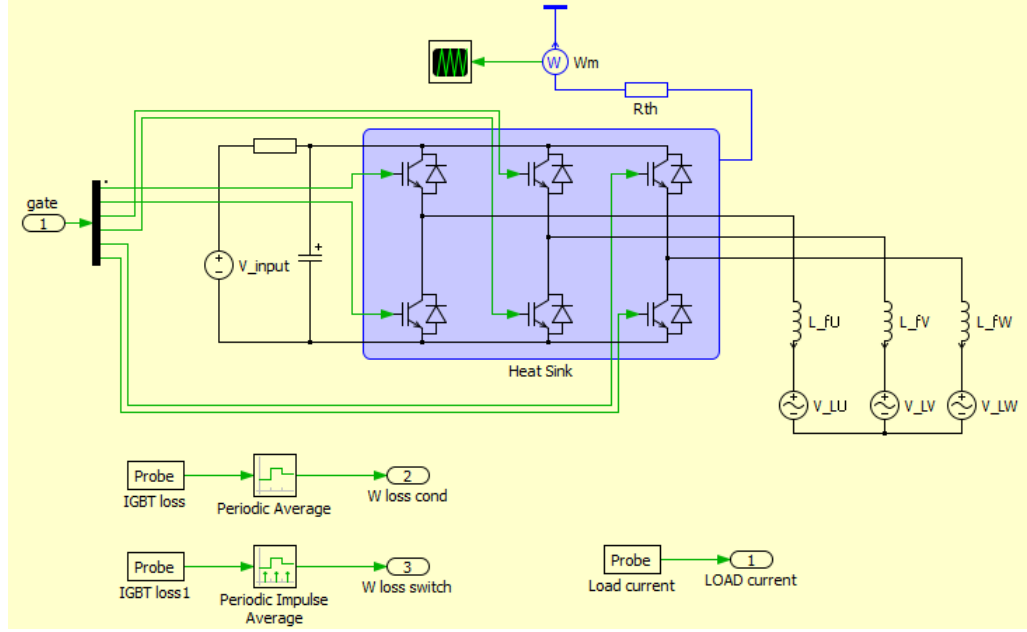 W
Wm
Rth
gate
1
V_input
+
+
−
Heat Sink
L_fU
L_fV
L_fW
+
V_LU
+
V_LV
+
V_LW
Probe
IGBT loss
Periodic Average
2
W loss cond
Probe
IGBT loss1
Periodic Impulse
Average
3
W loss switch
Probe
Load current
1
LOAD current